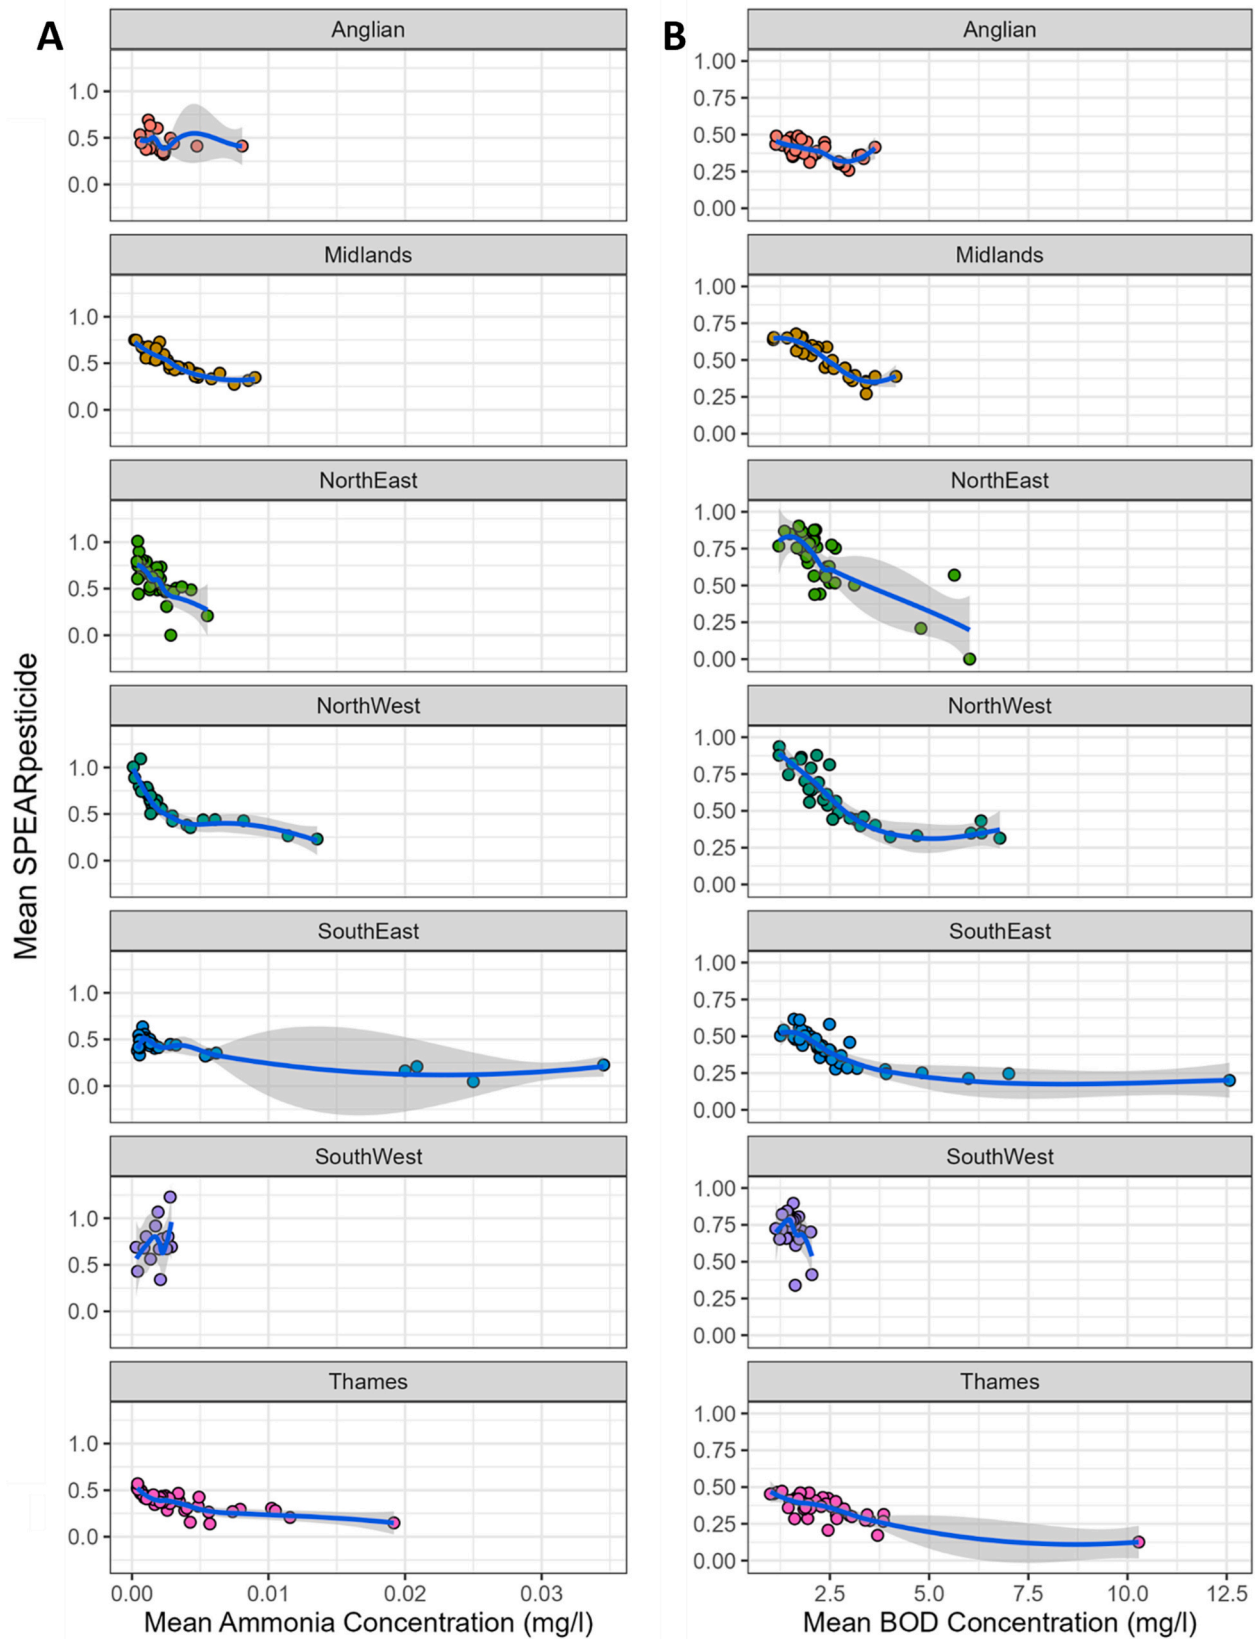 A
B
Anglian
1.0
0.5
0.0
Anglian
1.00
0.75
0.50
0.25
0.00
Midlands
1.0
0.5
0.0
Midlands
1.00
0.75
0.50
0.25
0.00
NorthEast
1.0
0.5
0.0
NorthEast
1.00
0.75
0.50
0.25
0.00
NorthWest
1.0
0.5
0.0
NorthWest
1.00
0.75
0.50
0.25
0.00
SouthEast
1.0
0.5
0.0
SouthEast
1.00
0.75
0.50
0.25
0.00
SouthWest
1.0
0.5
0.0
SouthWest
1.00
0.75
0.50
0.25
0.00
Thames
1.0
0.5
0.0
Thames
1.00
0.75
0.50
0.25
0.00
Mean SPEARpesticide
0.00 0.01 0.02 0.03
Mean Ammonia Concentration (mg/l)
2.5 5.0 7.5 10.0 12.5
Mean BOD Concentration (mg/l)